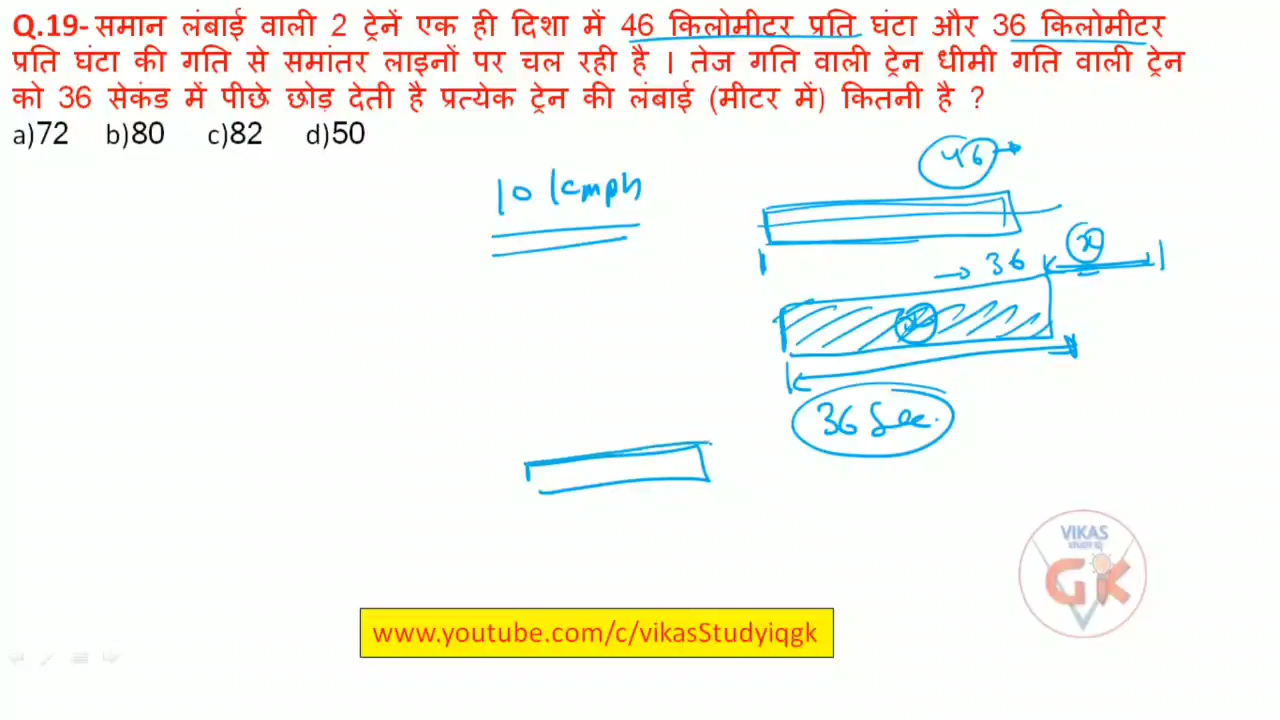 Q.19- समान लंबाई वाली 2 ट्रेनें एक ही दिशा में 46 किलोमीटर प्रति घंटा और 36 किलोमीटर
प्रति घंटा की गति से समांतर लाइनों पर चल रही है । तेज गति वाली ट्रेन धीमी गति वाली ट्रेन
को 36 सेकंड में पीछे छोड़ देती है प्रत्येक ट्रेन की लंबाई (मीटर में) कितनी है ?
a)72 b)80 c)82 d)50
46
10 kmph
x
36
36 Sec.
VIKAS
GK
www.youtube.com/c/vikasStudyiqgk